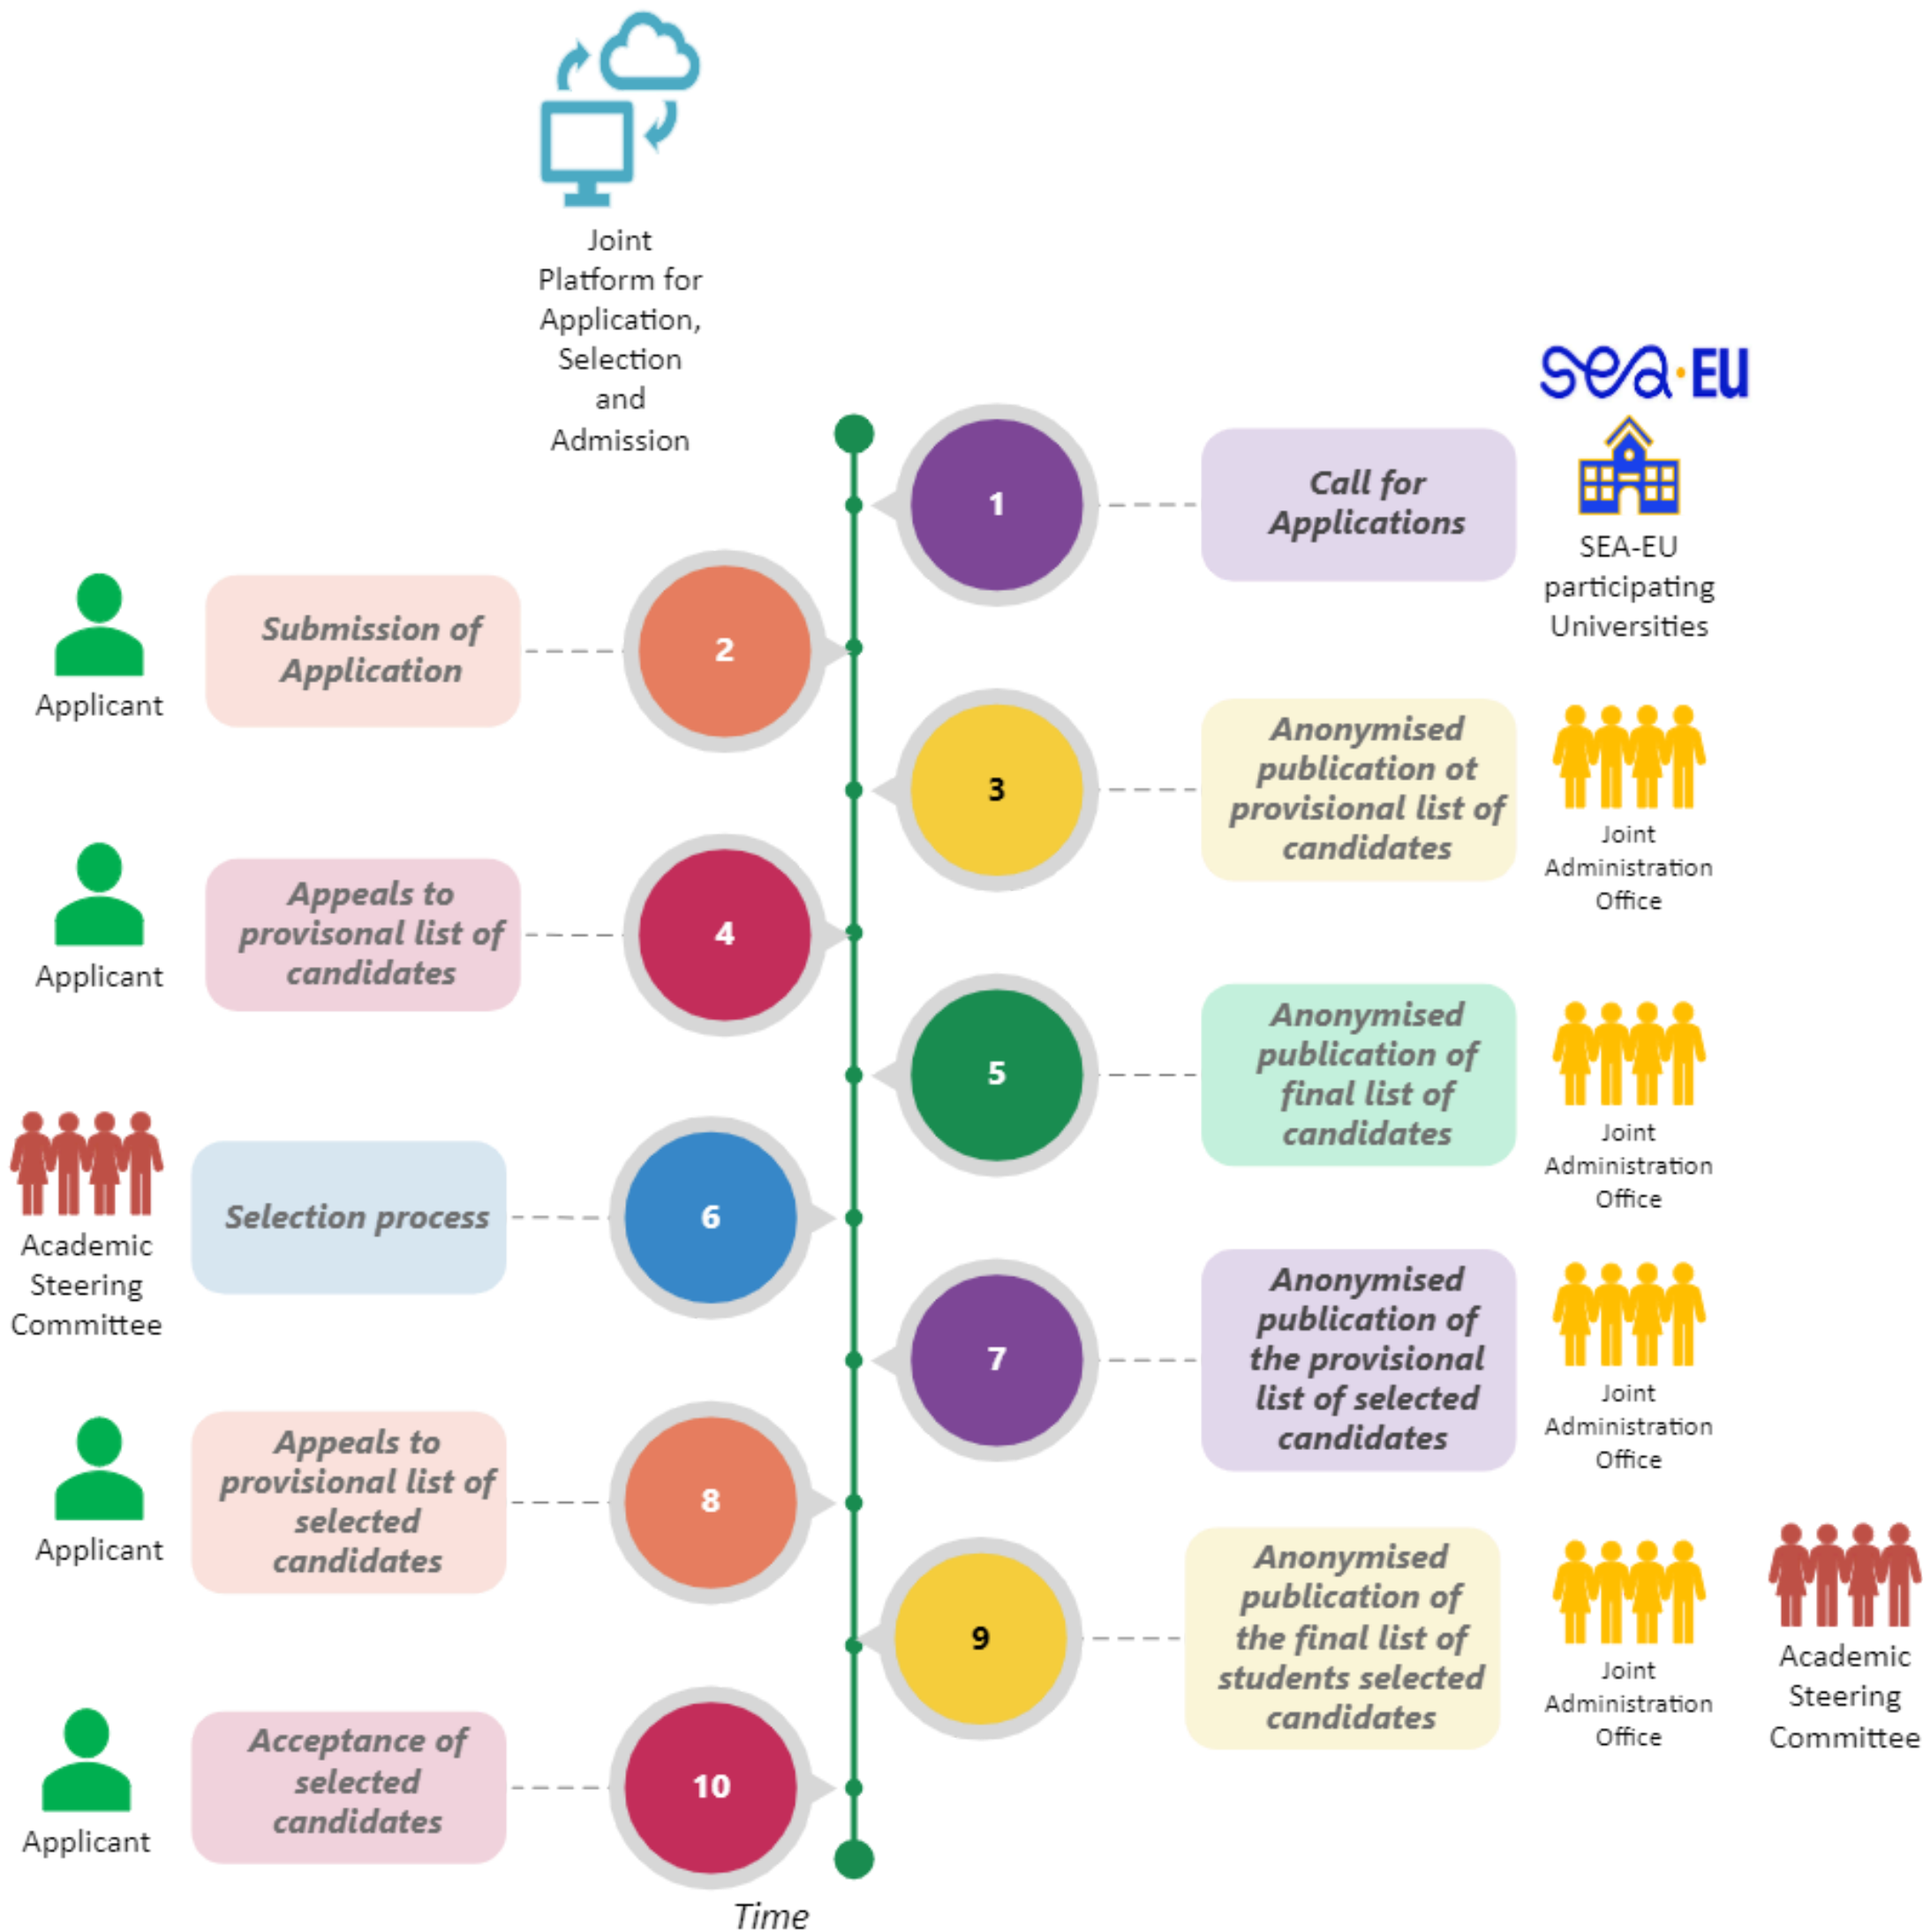 Joint
Platform for
Application,
Selection
and
Admission
sea·EU
1
Call for
Applications
SEA-EU
participating
Universities
Applicant
Submission of
Application
2
3
Anonymised
publication ot
provisional list of
candidates
Joint
Administration
Office
Applicant
Appeals to
provisonal list of
candidates
4
5
Anonymised
publication of
final list of
candidates
Joint
Administration
Office
Academic
Steering
Committee
Selection process
6
7
Anonymised
publication of
the provisional
list of selected
candidates
Joint
Administration
Office
Applicant
Appeals to
provisional list of
selected
candidates
8
9
Anonymised
publication of
the final list of
students selected
candidates
Joint
Administration
Office
Academic
Steering
Committee
Applicant
Acceptance of
selected
candidates
10
Time